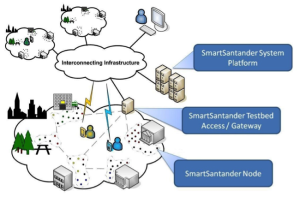 Interconnecting Infrastructure
SmartSantander System
Platform
SmartSantander Testbed
Access / Gateway
SmartSantander Node